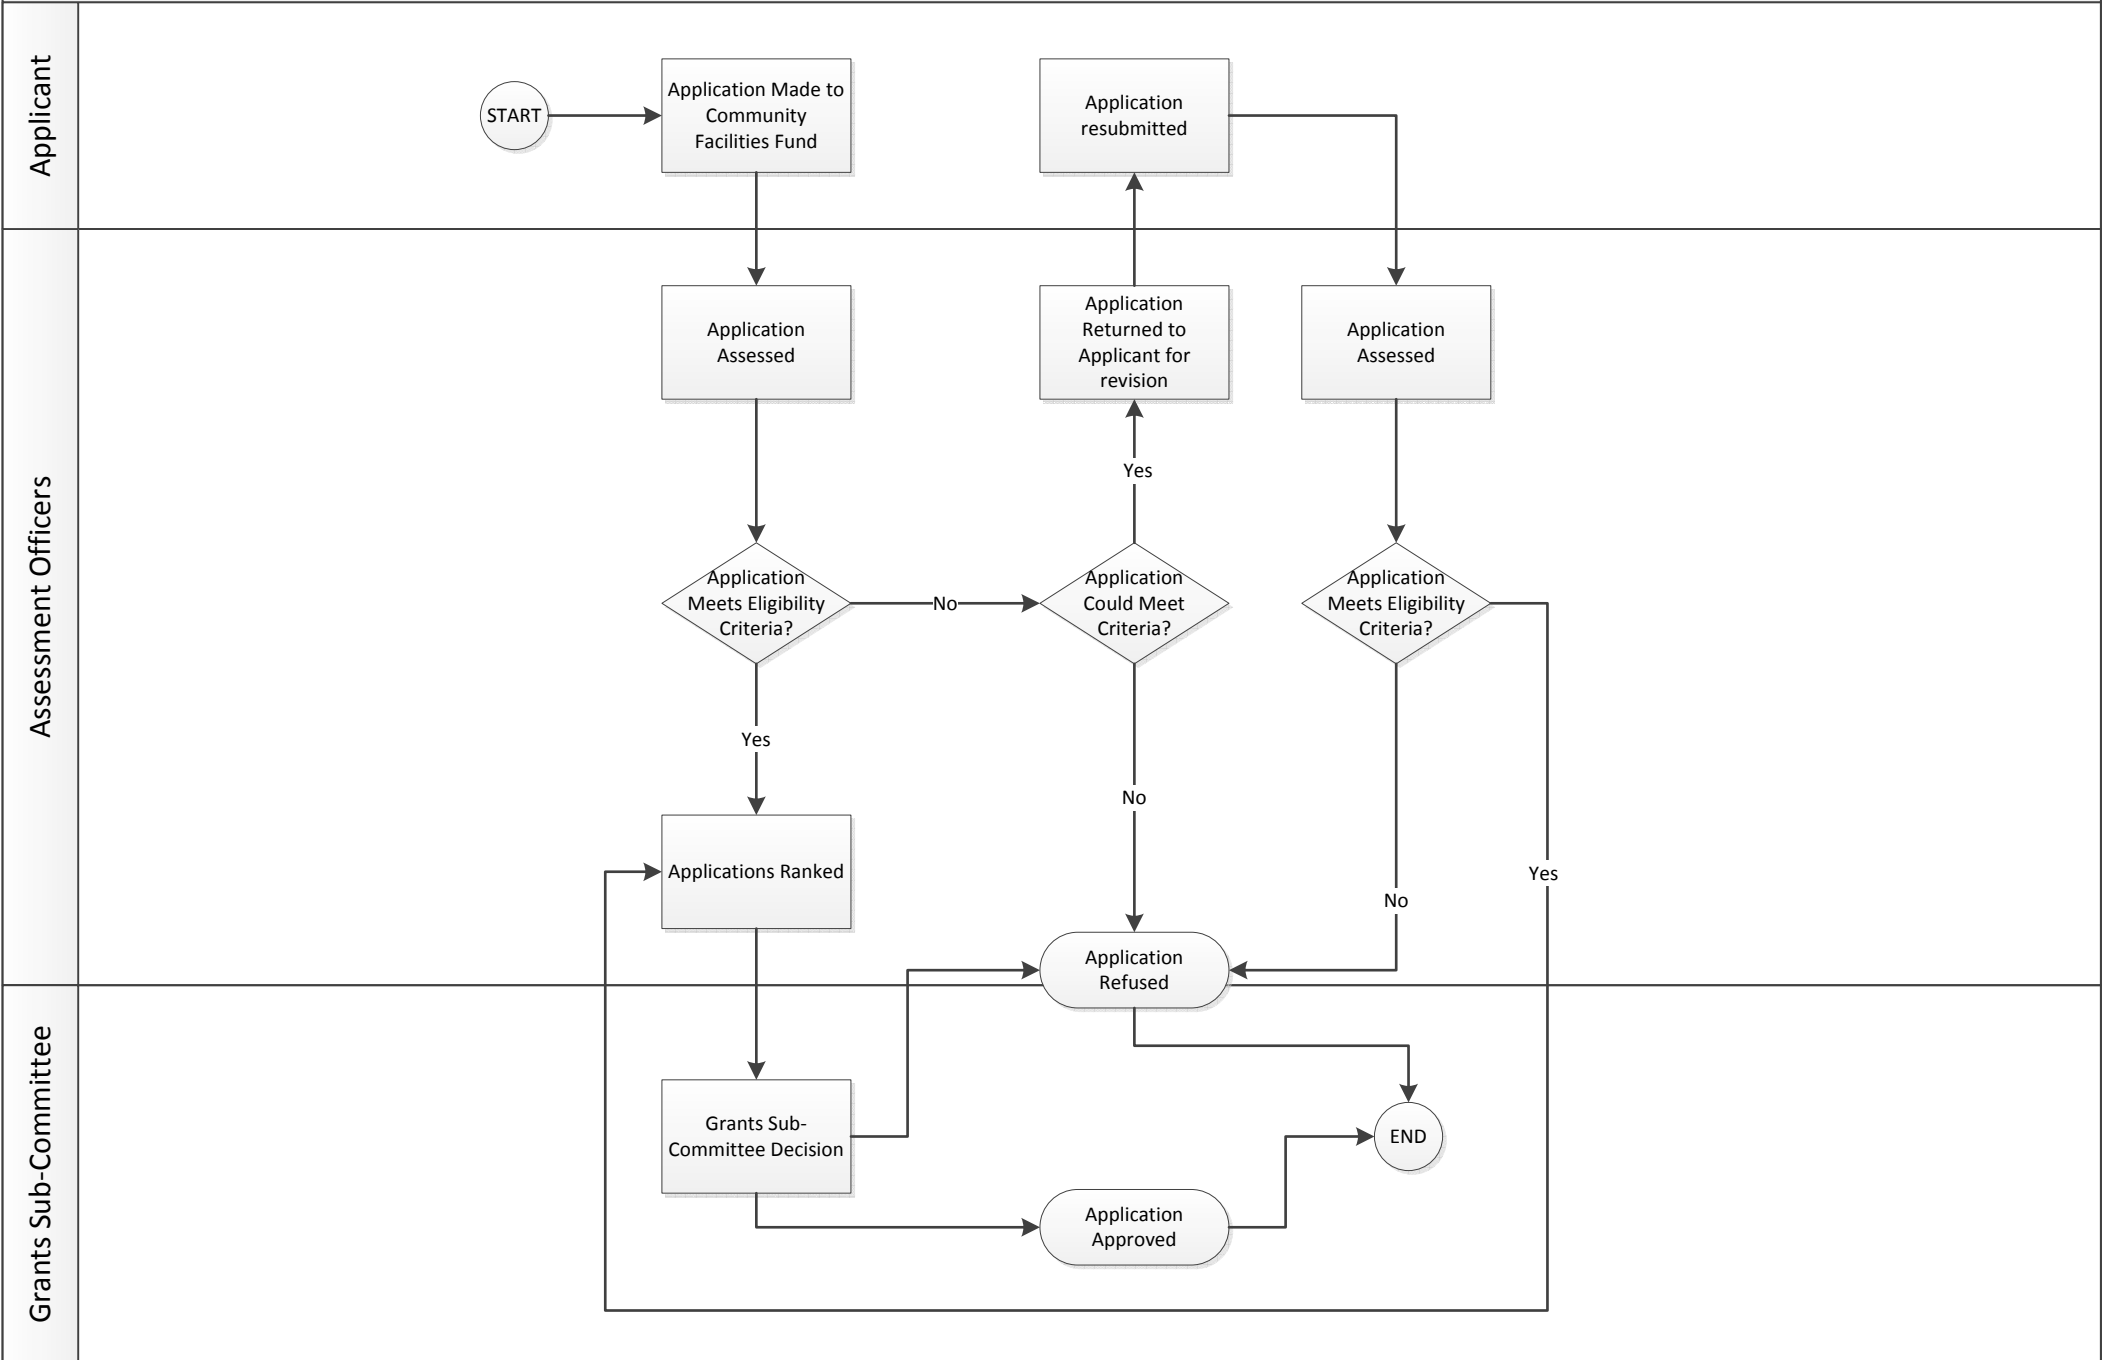 Applicant
START
Application Made to
Community
Facilities Fund
Application
resubmitted
Assessment Officers
Application
Assessed
Application
Returned to
Applicant for
revision
Application
Assessed
Yes
Application
Meets Eligibility
Criteria?
No
Application
Could Meet
Criteria?
Application
Meets Eligibility
Criteria?
Yes
No
Applications Ranked
Yes
No
Application
Refused
Grants Sub-Committee
Grants Sub-
Committee Decision
END
Application
Approved